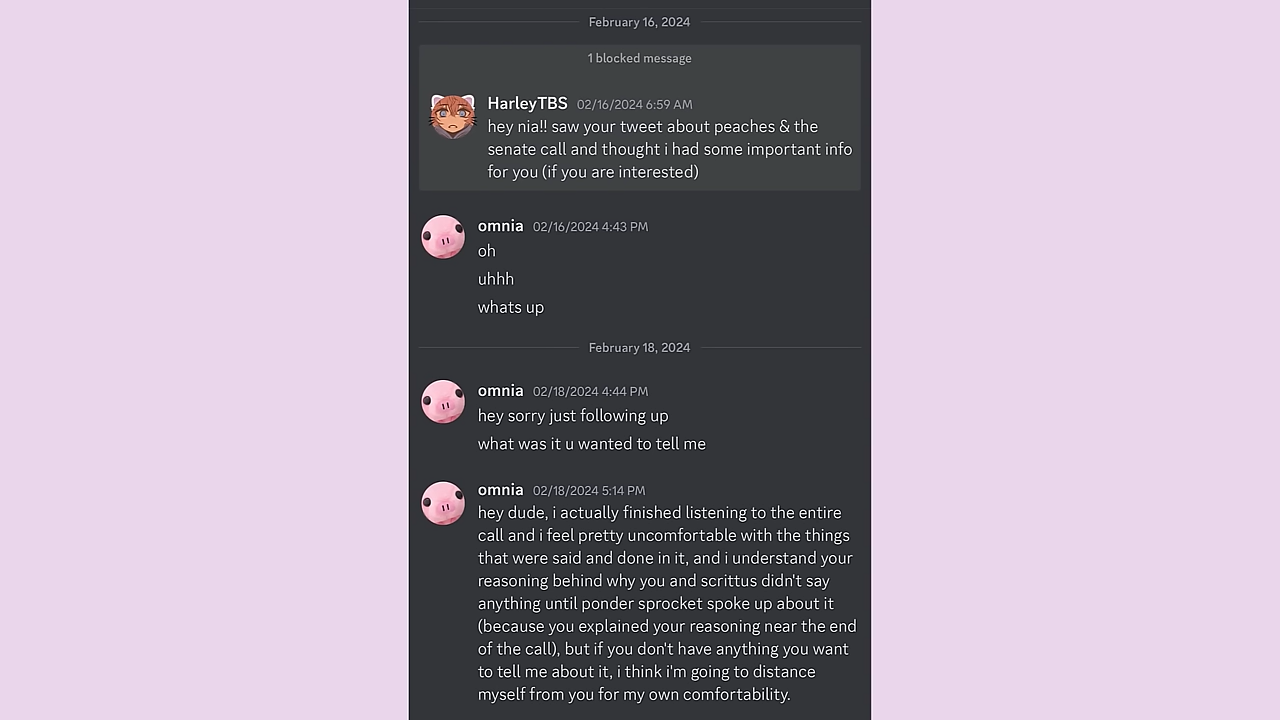 February 16, 2024
1 blocked message
HarleyTBS 02/16/2024 6:59 AM
hey nia!! saw your tweet about peaches & the
senate call and thought i had some important info
for you (if you are interested)
omnia 02/16/2024 4:43 PM
oh
uhhh
whats up
February 18, 2024
omnia 02/18/2024 4:44 PM
hey sorry just following up
what was it u wanted to tell me
omnia 02/18/2024 5:14 PM
hey dude, i actually finished listening to the entire
call and i feel pretty uncomfortable with the things
that were said and done in it, and i understand your
reasoning behind why you and scrittus didn't say
anything until ponder sprocket spoke up about it
(because you explained your reasoning near the end
of the call), but if you don't have anything you want
to tell me about it, i think i'm going to distance
myself from you for my own comfortability.